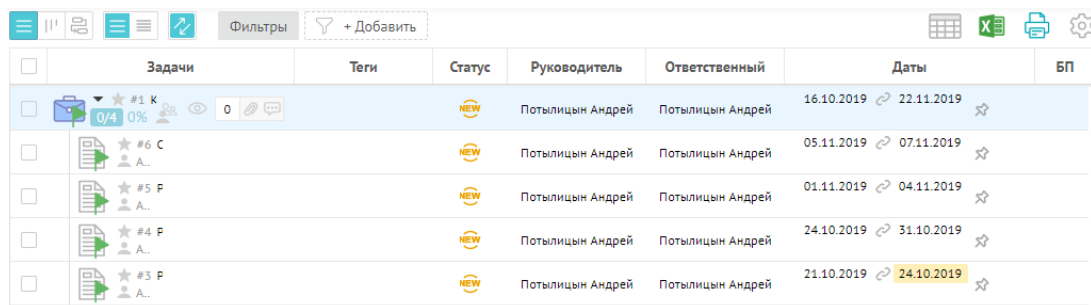 Фильтры + Добавить
Задачи Теги Статус Руководитель Ответственный Даты БП
#1 К 0/4 0% 0 NEW Потылицын Андрей Потылицын Андрей 16.10.2019 22.11.2019
#6 С NEW Потылицын Андрей Потылицын Андрей 05.11.2019 07.11.2019
А..
#5 Р NEW Потылицын Андрей Потылицын Андрей 01.11.2019 04.11.2019
А..
#4 Р NEW Потылицын Андрей Потылицын Андрей 24.10.2019 31.10.2019
А..
#3 Р NEW Потылицын Андрей Потылицын Андрей 21.10.2019 24.10.2019
А..